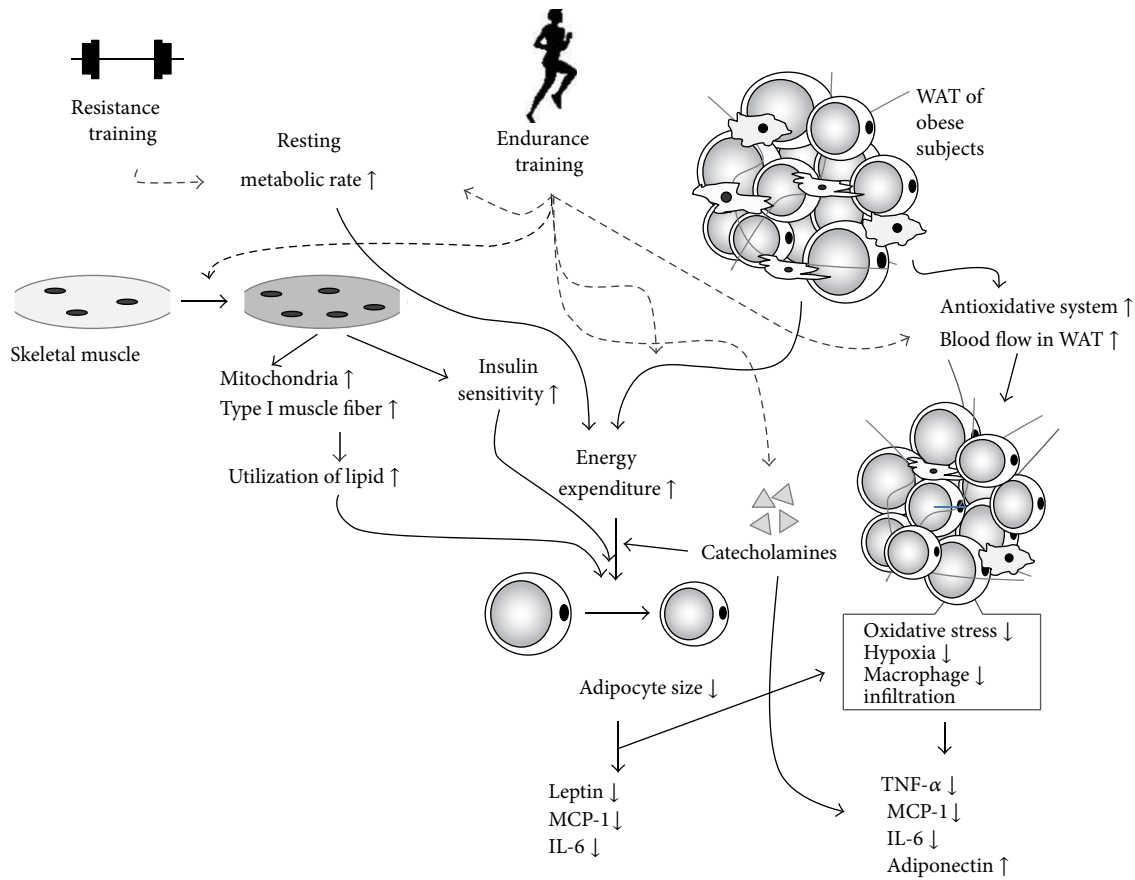 Resistance
training
Resting
metabolic rate ↑
Endurance
training
WAT of
obese
subjects
Skeletal muscle
Mitochondria ↑
Type I muscle fiber ↑
Utilization of lipid ↑
Insulin
sensitivity ↑
Energy
expenditure ↑
Catecholamines
Antioxidative system ↑
Blood flow in WAT ↑
Adipocyte size ↓
Leptin ↓
MCP-1↓
IL-6 ↓
Oxidative stress ↓
Hypoxia ↓
Macrophage ↓
infiltration
TNF-α ↓
MCP-1↓
IL-6 ↓
Adiponectin ↑